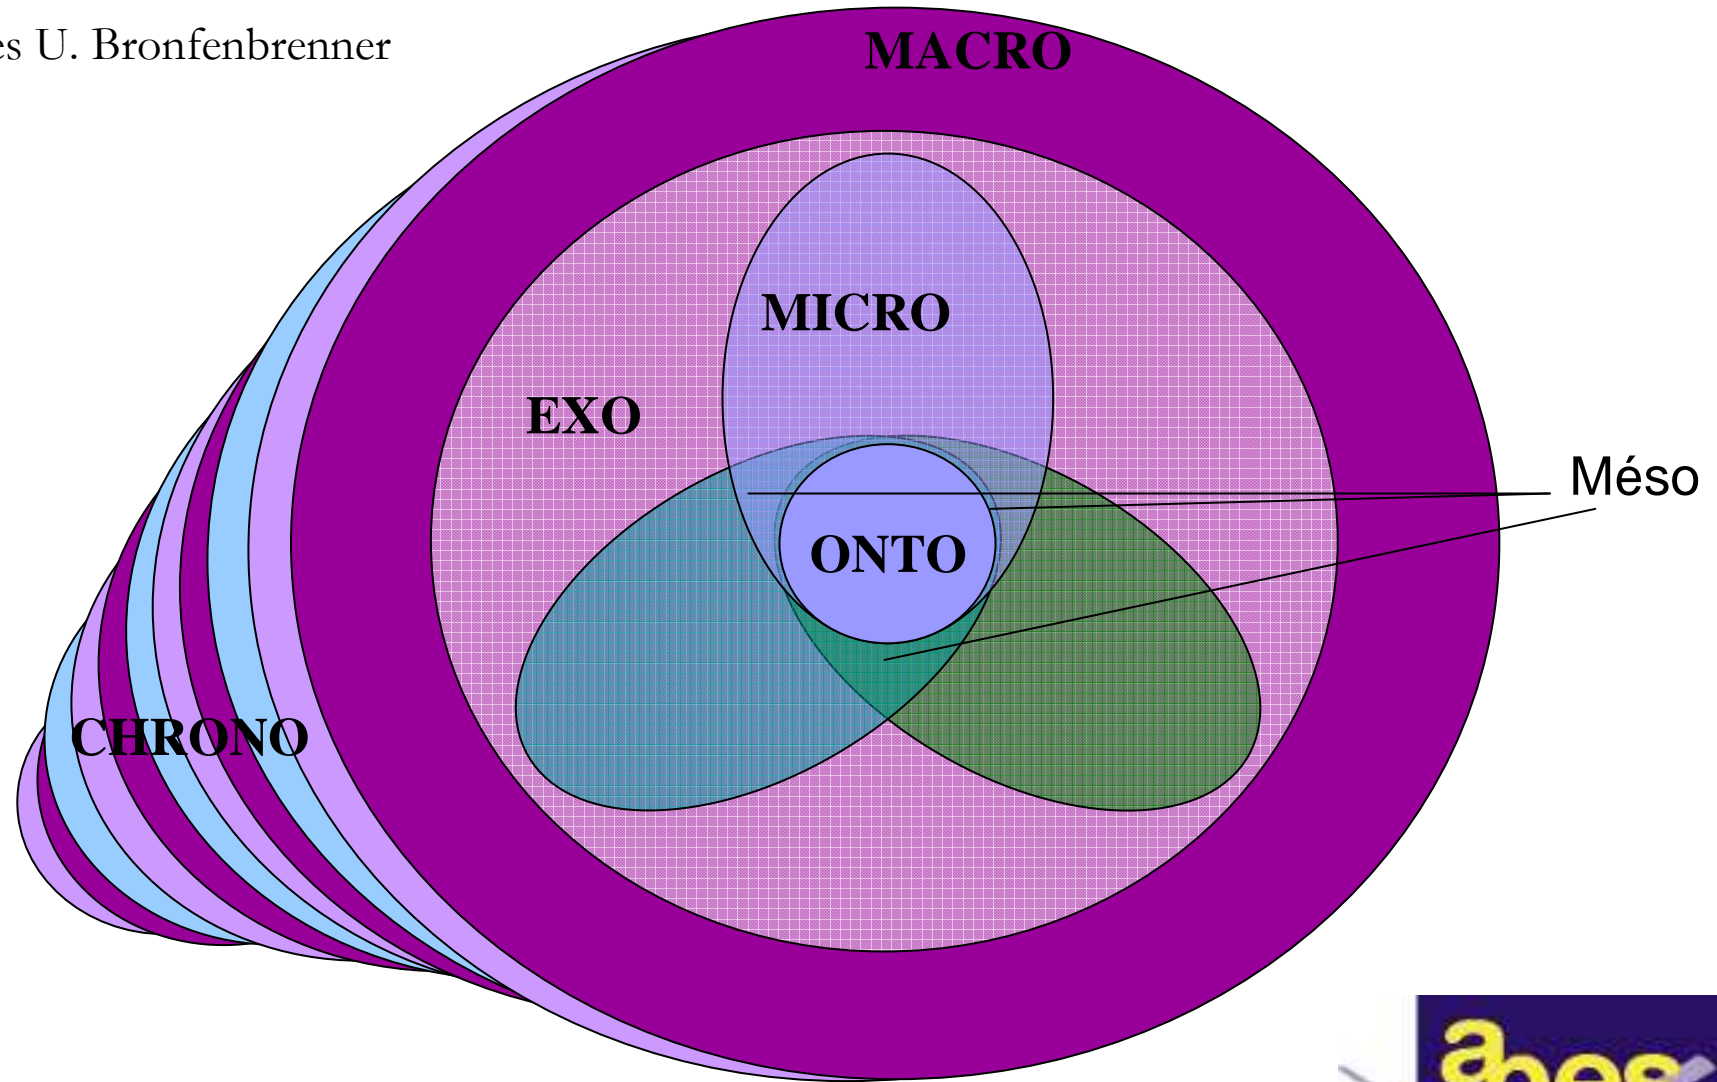 es U. Bronfenbrenner
MACRO
MICRO
EXO
Méso
ONTO
CHRONO